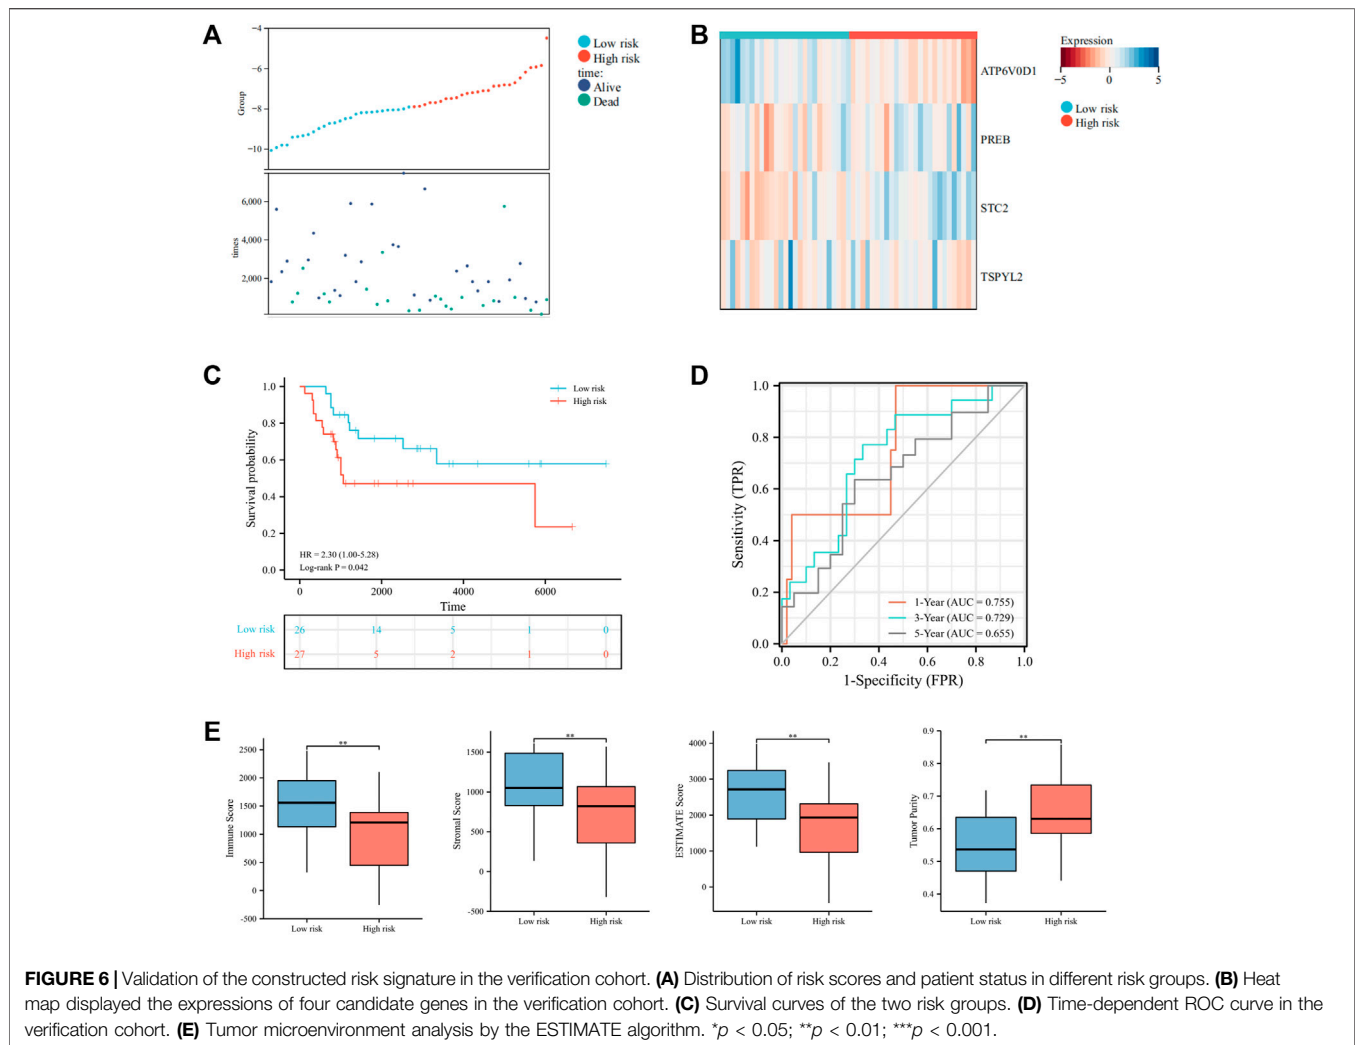 A
−4
−6
−8
−10
Group
Low risk
High risk
time:
Alive
Dead
6,000
4,000
2,000
times
B
ATP6V0D1
PREB
STC2
TSPYL2
Expression
−5 0 5
Low risk
High risk
C
1.0
0.8
0.6
0.4
0.2
0.0
Survival probability
Low risk
High risk
HR = 2.30 (1.00-5.28)
Log-rank P = 0.042
0 2000 4000 6000
Time
Low risk 26 14 5 1 0
High risk 27 5 2 1 0
D
1.0
0.8
0.6
0.4
0.2
0.0
Sensitivity (TPR)
1-Year (AUC = 0.755)
3-Year (AUC = 0.729)
5-Year (AUC = 0.655)
0.0 0.2 0.4 0.6 0.8 1.0
1-Specificity (FPR)
E
2500
2000
1500
1000
500
0
-500
Immune Score
**
Low risk High risk
1500
1000
500
0
-500
Stromal Score
**
Low risk High risk
4000
3000
2000
1000
0
ESTIMATE Score
**
Low risk High risk
0.9
0.8
0.7
0.6
0.5
0.4
Tumor Purity
**
Low risk High risk
FIGURE 6 | Validation of the constructed risk signature in the verification cohort. (A) Distribution of risk scores and patient status in different risk groups. (B) Heat
map displayed the expressions of four candidate genes in the verification cohort. (C) Survival curves of the two risk groups. (D) Time-dependent ROC curve in the
verification cohort. (E) Tumor microenvironment analysis by the ESTIMATE algorithm. *p < 0.05; **p < 0.01; ***p < 0.001.